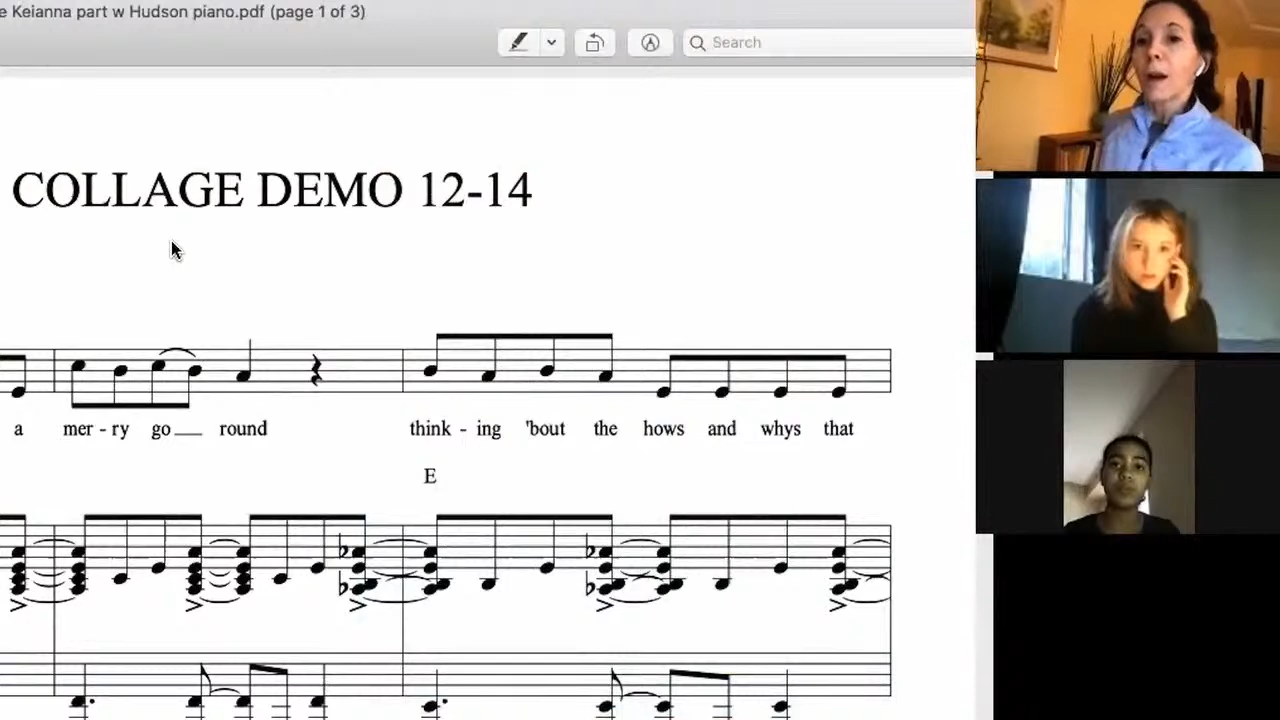 e Keianna part w Hudson piano.pdf (page 1 of 3)
Search
COLLAGE DEMO 12-14
a mer - ry go round think - ing 'bout the hows and whys that
E